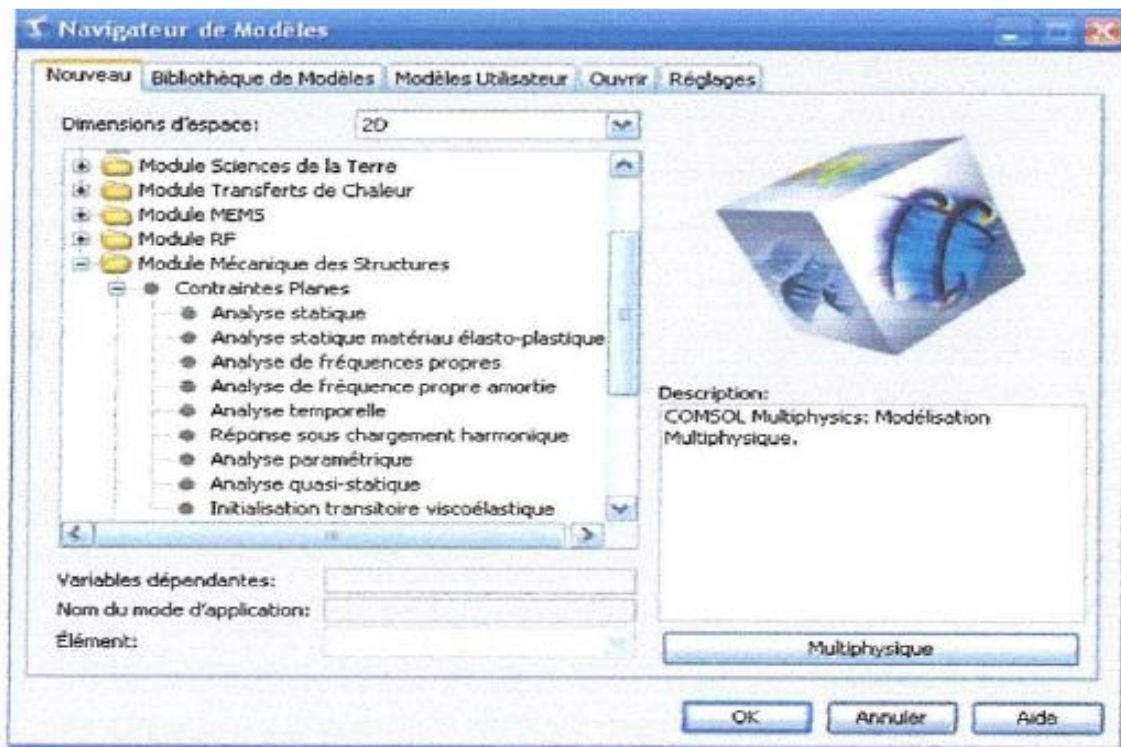 Navigateur de Modèles
Nouveau Bibliothèque de Modèles Modèles Utilisateur Ouvrir Réglages
Dimensions d'espace: 2D
Module Sciences de la Terre
Module Transferts de Chaleur
Module MEMS
Module RF
Module Mécanique des Structures
Contraintes Planes
Analyse statique
Analyse statique matériau élasto-plastique
Analyse de fréquences propres
Analyse de fréquence propre amortie
Analyse temporelle
Réponse sous chargement harmonique
Analyse paramétrique
Analyse quasi-statique
Initialisation transitoire viscoélastique
Description:
COMSOL Multiphysics: Modélisation
Multiphysique.
Variables dépendantes:
Nom du mode d'application:
Élément:
Multiphysique
OK Annuler Aide